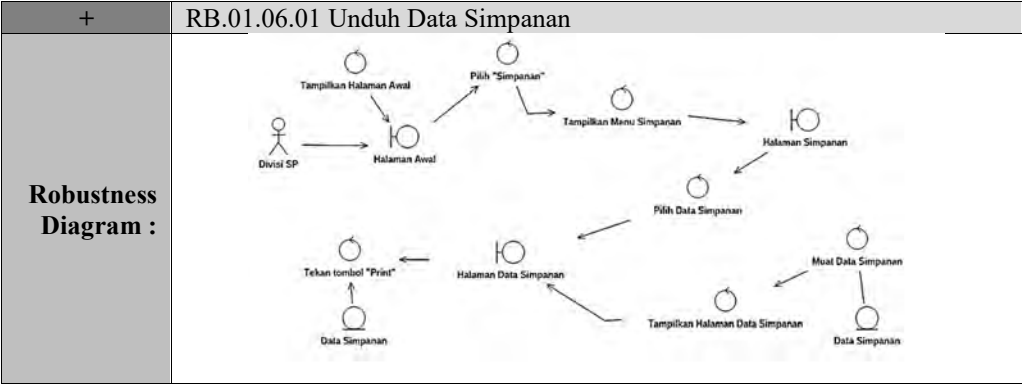 + RB.01.06.01 Unduh Data Simpanan
Robustness
Diagram :
Tampilkan Halaman Awal
Pilih "Simpanan"
Tampilkan Menu Simpanan
Halaman Simpanan
Divisi SP
Halaman Awal
Pilih Data Simpanan
Muat Data Simpanan
Tekan tombol "Print"
Halaman Data Simpanan
Tampilkan Halaman Data Simpanan
Data Simpanan
Data Simpanan